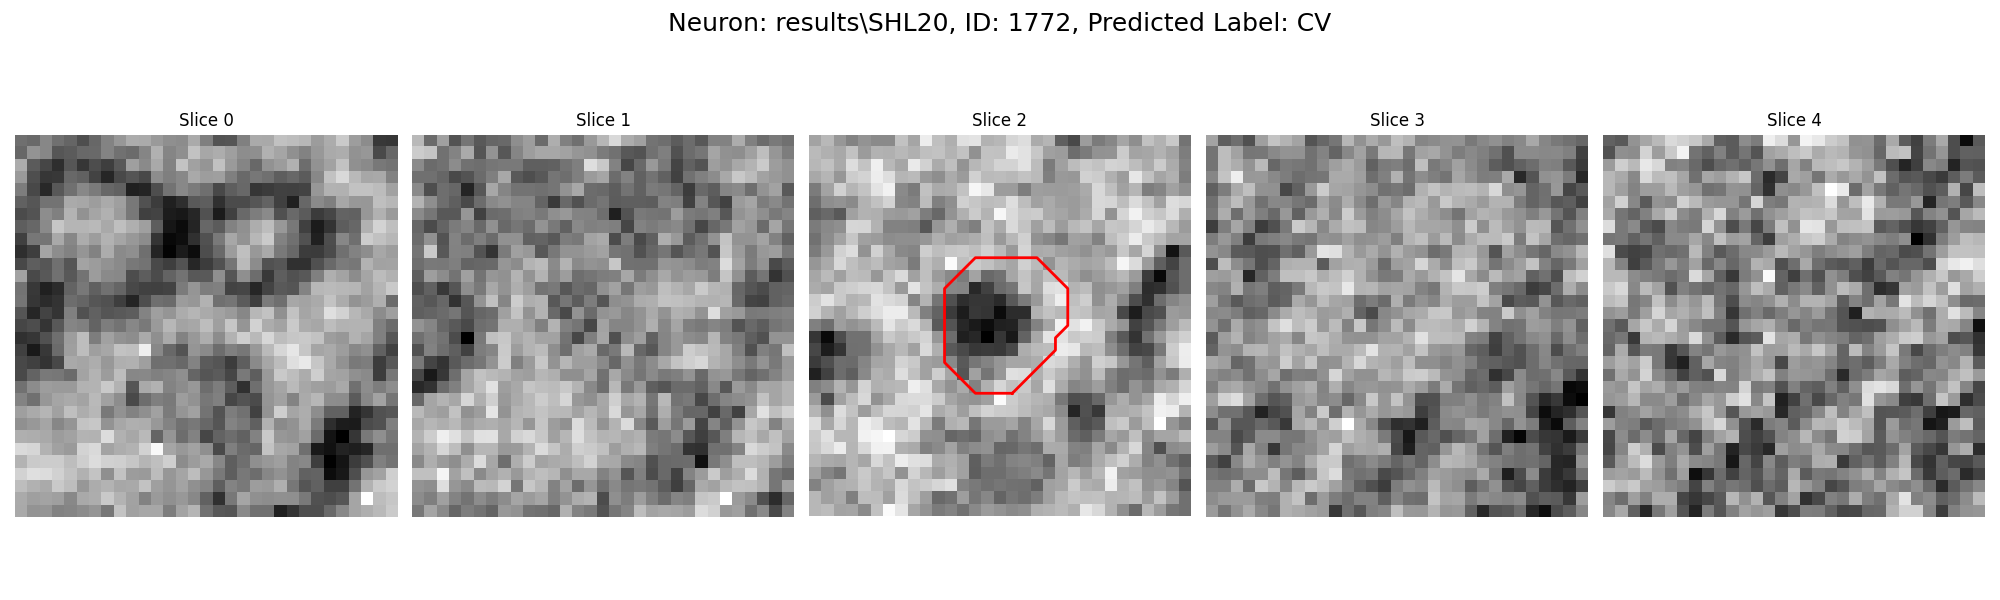 Neuron: results\SHL20, ID: 1772, Predicted Label: CV
Slice 0
Slice 1
Slice 2
Slice 3
Slice 4